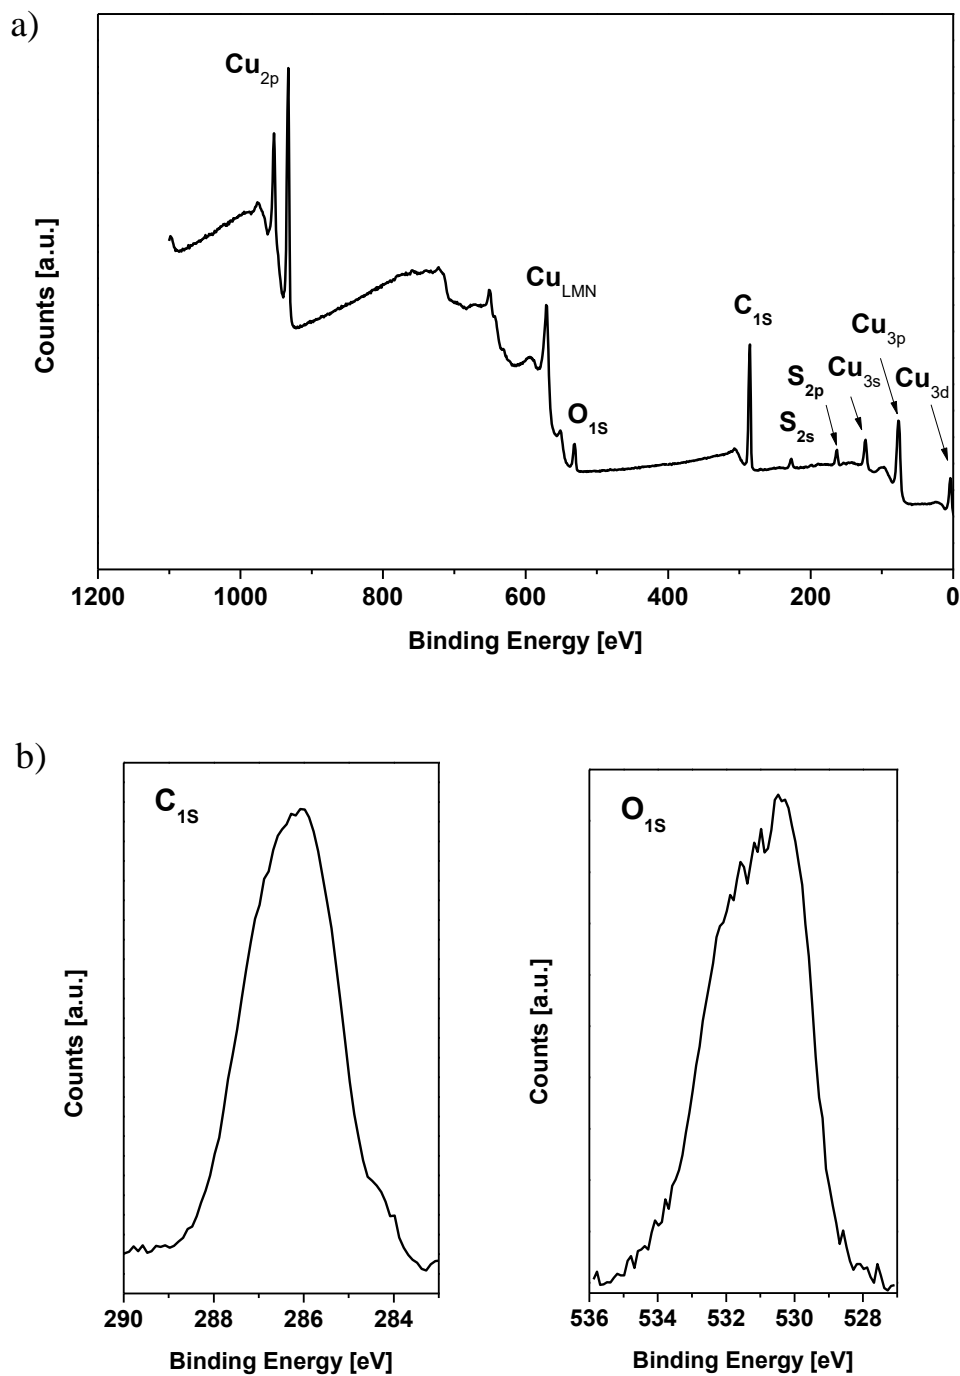 a)
Cu2p
CuLMN
O1S
C1S
S2s
S2p
Cu3s
Cu3p
Cu3d
Counts [a.u.]
1200 1000 800 600 400 200 0
Binding Energy [eV]
b)
C1S
Counts [a.u.]
290 288 286 284
Binding Energy [eV]
O1S
Counts [a.u.]
536 534 532 530 528
Binding Energy [eV]